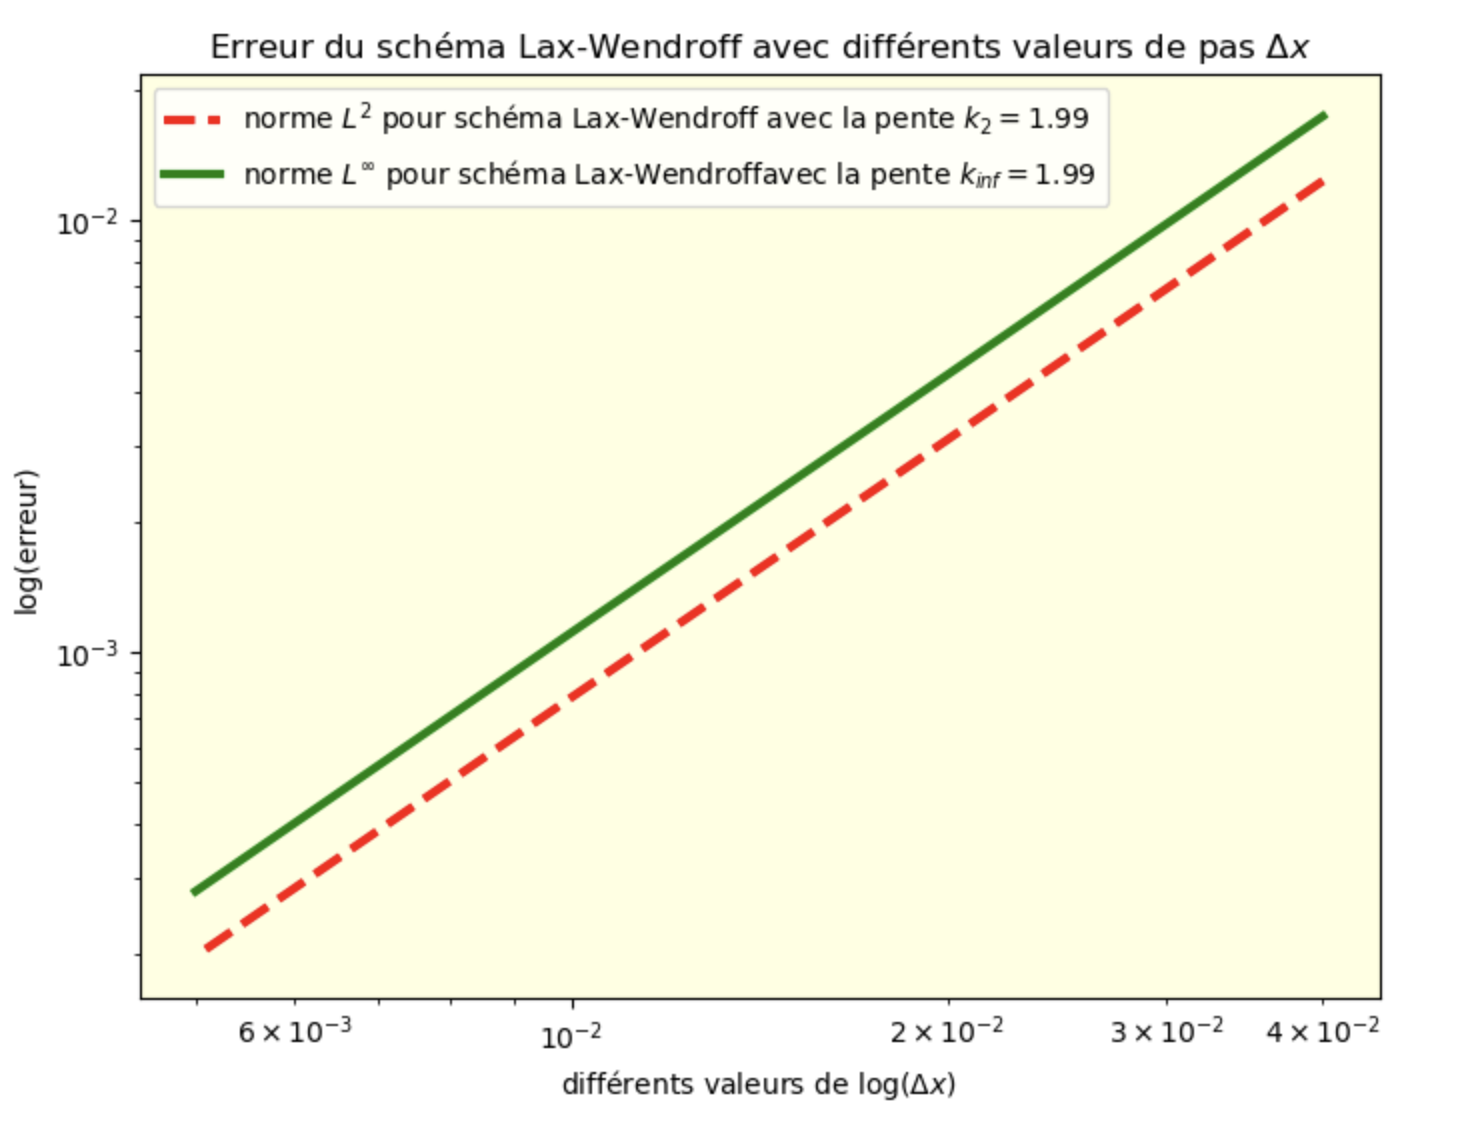 Erreur du schéma Lax-Wendroff avec différents valeurs de pas Δx
norme L² pour schéma Lax-Wendroff avec la pente k₂ = 1.99
norme L^∞ pour schéma Lax-Wendroffavec la pente k_inf = 1.99
10⁻²
10⁻³
log(erreur)
6 × 10⁻³ 10⁻² 2 × 10⁻² 3 × 10⁻² 4 × 10⁻²
différents valeurs de log(Δx)